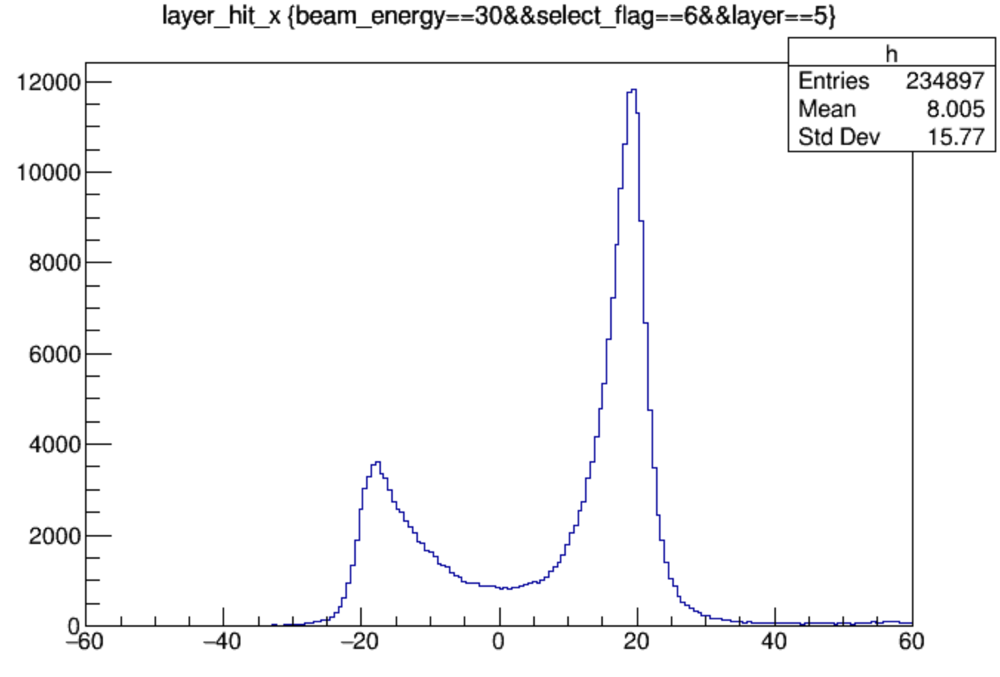 layer_hit_x {beam_energy==30&&select_flag==6&&layer==5}
h
Entries 234897
Mean 8.005
Std Dev 15.77
12000
10000
8000
6000
4000
2000
0
−60 −40 −20 0 20 40 60